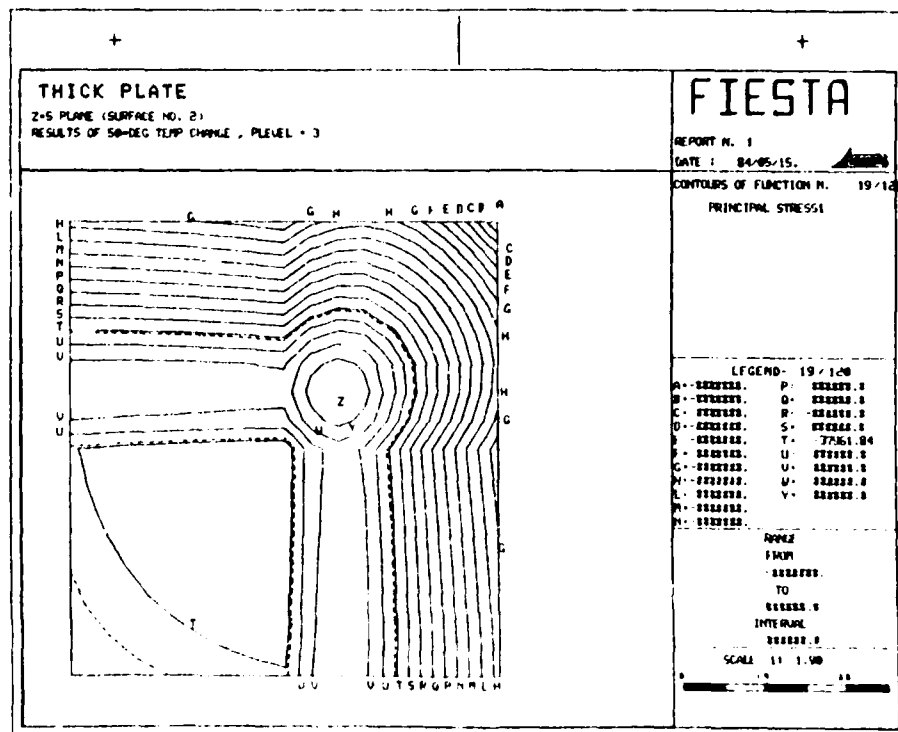 THICK PLATE
Z=5 PLANE (SURFACE NO. 2)
RESULTS OF 50-DEG TEMP CHANGE , PLEVEL = 3
FIESTA
REPORT N. 1
DATE : 84/05/15.
CONTOURS OF FUNCTION N. 19/12
PRINCIPAL STRESS1
G
G H H G F E D C B A
H
L
M
N
P
Q
R
S
T
U
V
V
U
C
D
E
F
G
H
H
G
G
Z
W Y
T
U V V U T S R Q P N M L H
LEGEND- 19/120
A=-*******. P- ******.*
B=-*******. Q- ******.*
C=-*******. R- -******.*
D=-*******. S- ******.*
-*******. T- -37961.84
F=-*******. U- ******.*
G=-*******. V- ******.*
H=-*******. W- ******.*
L=-*******. Y- ******.*
M=-*******.
N=-*******.
RANGE
FROM
-*******.
TO
******.*
INTERVAL
******.*
SCALE 1: 1.90